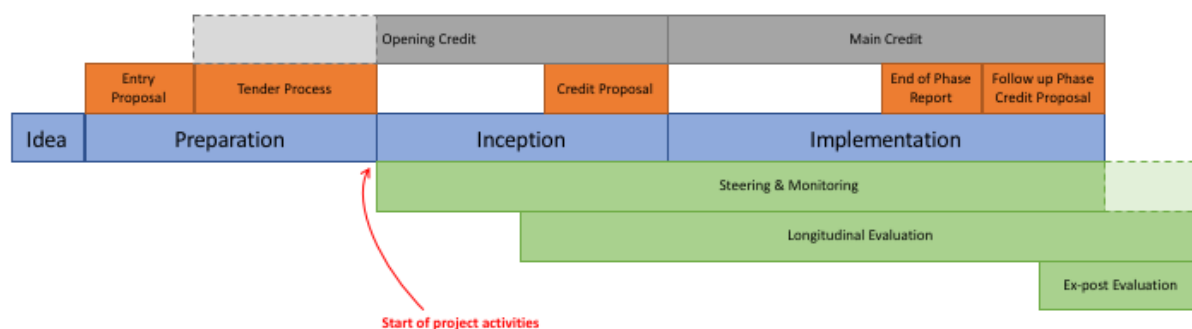 Opening Credit
Main Credit
Entry
Proposal
Tender Process
Credit Proposal
End of Phase
Report
Follow up Phase
Credit Proposal
Idea
Preparation
Inception
Implementation
Steering & Monitoring
Longitudinal Evaluation
Ex-post Evaluation
Start of project activities